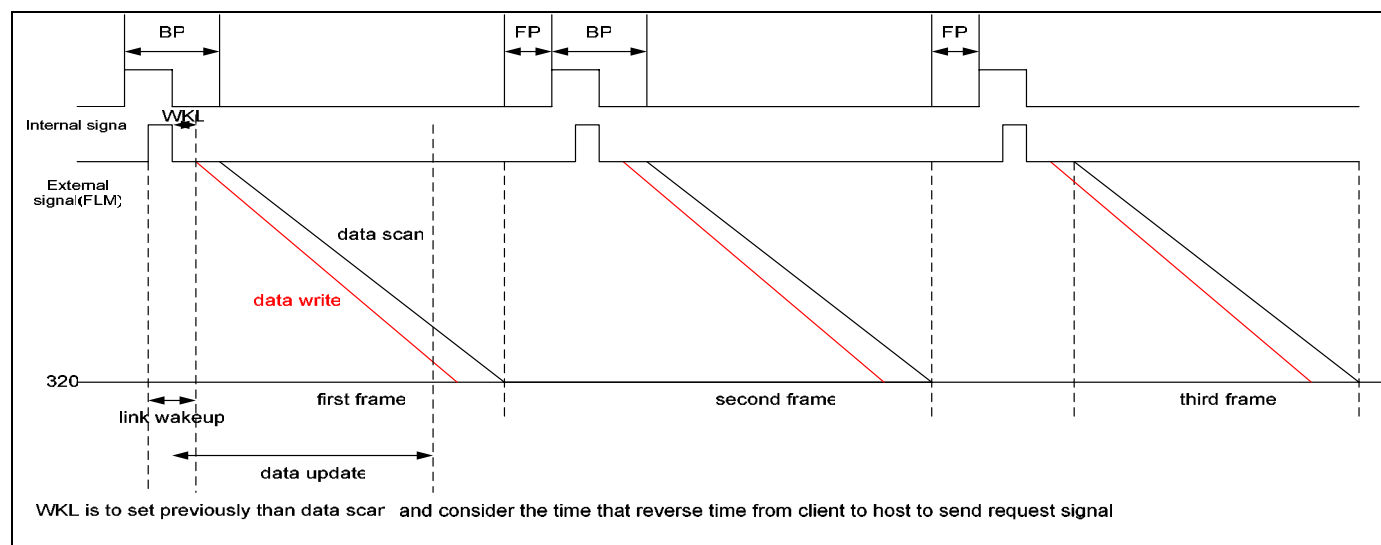 BP FP BP FP
WKL
Internal signa
External
signal(FLM)
data scan
data write
320
first frame second frame third frame
link wakeup
data update
WKL is to set previously than data scar and consider the time that reverse time from client to host to send request signal